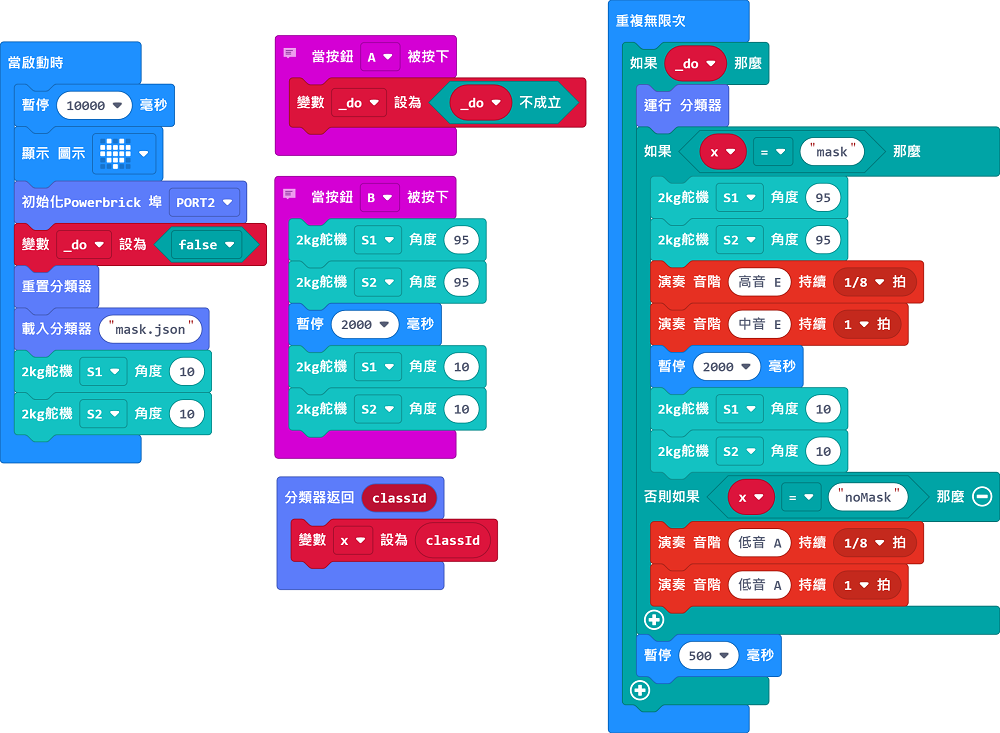 當啟動時
暫停 10000 毫秒
顯示 圖示
初始化Powerbrick 埠 PORT2
變數 _do 設為 false
重置分類器
載入分類器 "mask.json"
2kg舵機 S1 角度 10
2kg舵機 S2 角度 10
當按鈕 A 被按下
變數 _do 設為 _do 不成立
當按鈕 B 被按下
2kg舵機 S1 角度 95
2kg舵機 S2 角度 95
暫停 2000 毫秒
2kg舵機 S1 角度 10
2kg舵機 S2 角度 10
分類器返回 classId
變數 x 設為 classId
重複無限次
如果 _do 那麼
運行 分類器
如果 x = "mask" 那麼
2kg舵機 S1 角度 95
2kg舵機 S2 角度 95
演奏 音階 高音 E 持續 1/8 拍
演奏 音階 中音 E 持續 1 拍
暫停 2000 毫秒
2kg舵機 S1 角度 10
2kg舵機 S2 角度 10
否則如果 x = "noMask" 那麼
演奏 音階 低音 A 持續 1/8 拍
演奏 音階 低音 A 持續 1 拍
暫停 500 毫秒